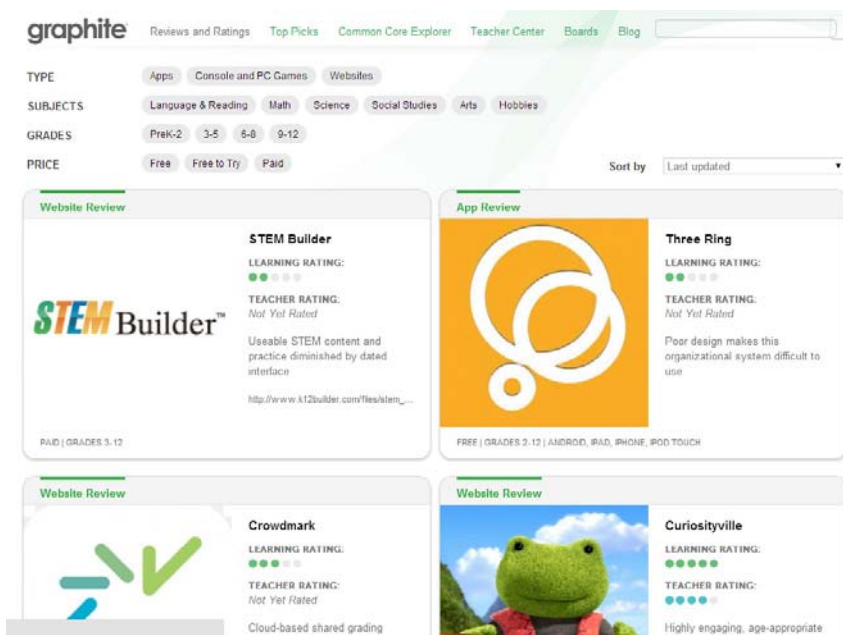 graphite Reviews and Ratings Top Picks Common Core Explorer Teacher Center Boards Blog
TYPE Apps Console and PC Games Websites
SUBJECTS Language & Reading Math Science Social Studies Arts Hobbies
GRADES PreK-2 3-5 6-8 9-12
PRICE Free Free to Try Paid
Sort by Last updated
Website Review
STEM Builder
LEARNING RATING:
TEACHER RATING:
Not Yet Rated
STEM Builder™
Useable STEM content and
practice diminished by dated
interface
http://www.k12builder.com/files/stem_...
PAID | GRADES 3-12
App Review
Three Ring
LEARNING RATING:
TEACHER RATING:
Not Yet Rated
Poor design makes this
organizational system difficult to
use
FREE | GRADES 2-12 | ANDROID, IPAD, IPHONE, IPOD TOUCH
Website Review
Crowdmark
LEARNING RATING:
TEACHER RATING:
Not Yet Rated
Cloud-based shared grading
Website Review
Curiosityville
LEARNING RATING:
TEACHER RATING:
Highly engaging, age-appropriate